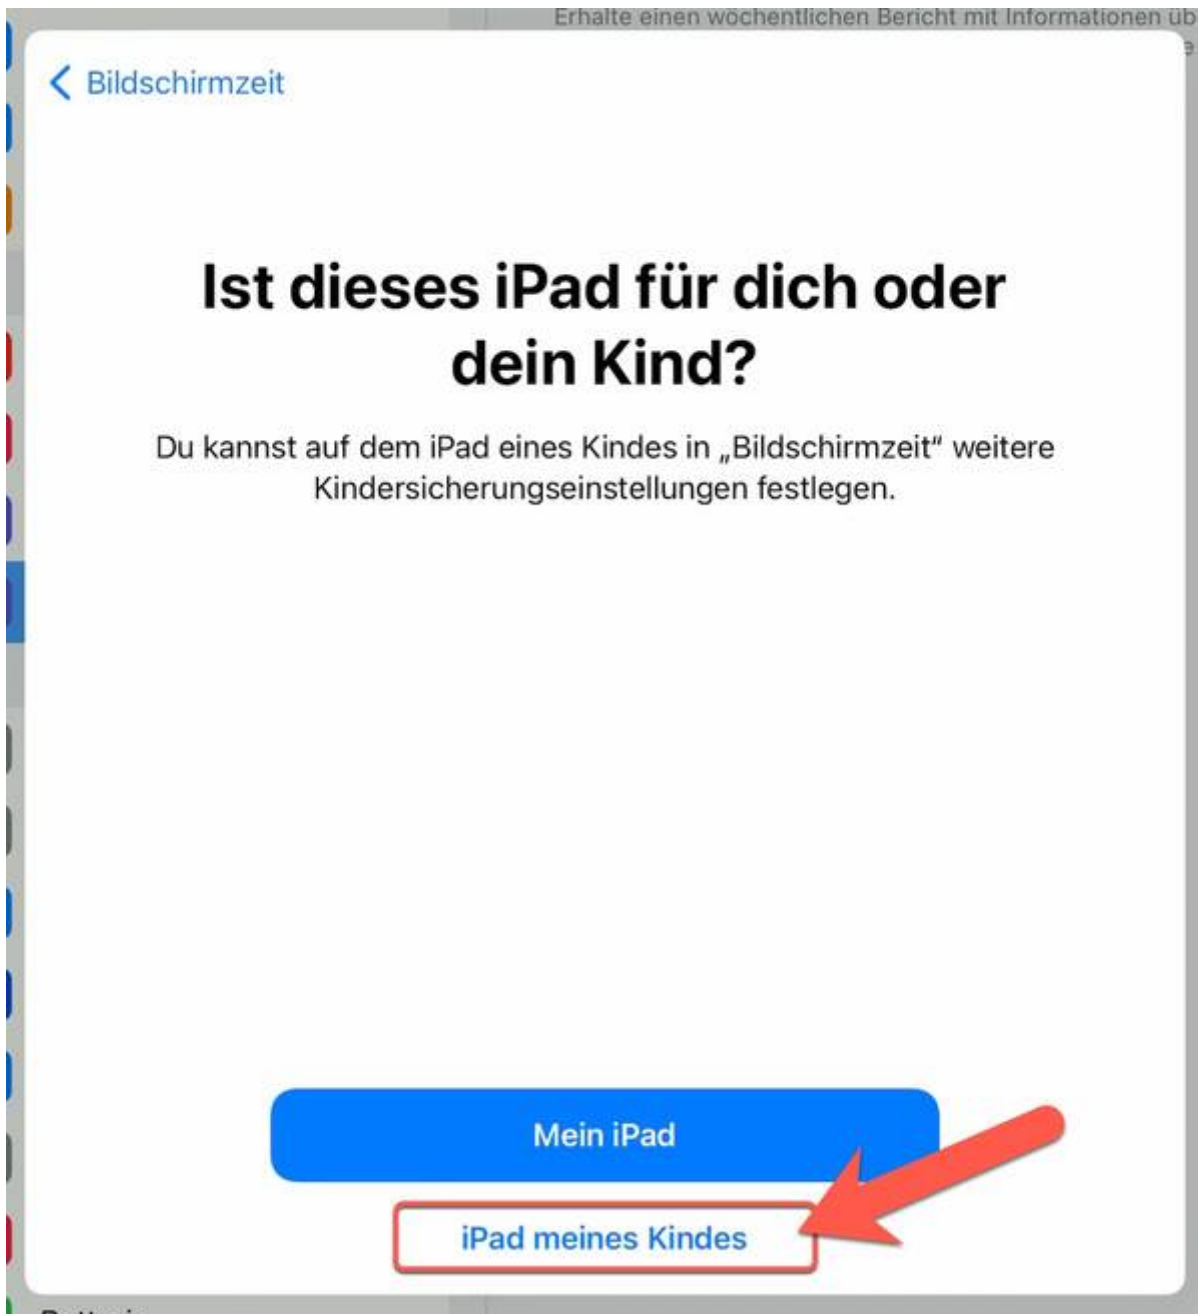 Erhalte einen wöchentlichen Bericht mit Informationen üb
Bildschirmzeit
Ist dieses iPad für dich oder
dein Kind?
Du kannst auf dem iPad eines Kindes in „Bildschirmzeit“ weitere
Kindersicherungseinstellungen festlegen.
Mein iPad
iPad meines Kindes